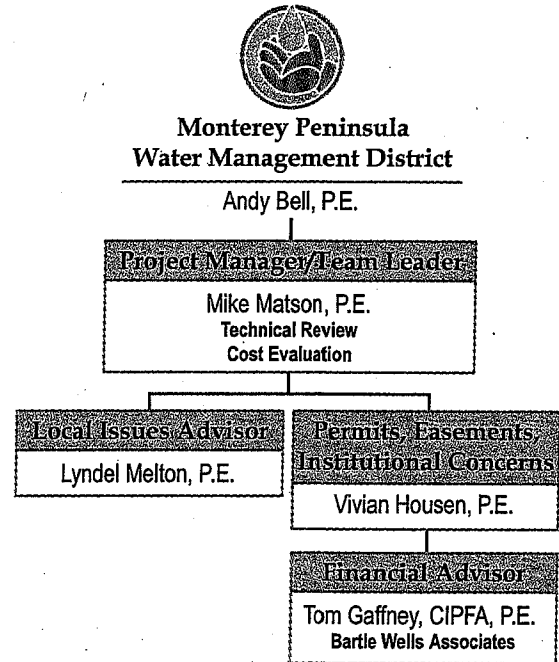 Monterey Peninsula
Water Management District
Andy Bell, P.E.
Project Manager/Team Leader
Mike Matson, P.E.
Technical Review
Cost Evaluation
Local Issues Advisor
Lyndel Melton, P.E.
Permits, Easements,
Institutional Concerns
Vivian Housen, P.E.
Financial Advisor
Tom Gaffney, CIPFA, P.E.
Bartle Wells Associates